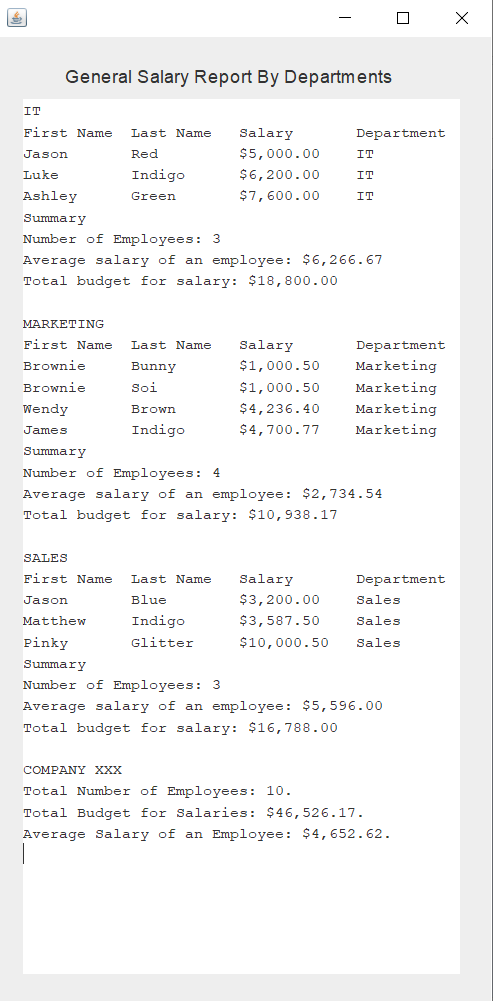 General Salary Report By Departments
IT
First Name  Last Name   Salary       Department
Jason       Red         $5,000.00    IT
Luke        Indigo      $6,200.00    IT
Ashley      Green       $7,600.00    IT
Summary
Number of Employees: 3
Average salary of an employee: $6,266.67
Total budget for salary: $18,800.00

MARKETING
First Name  Last Name   Salary       Department
Brownie     Bunny       $1,000.50    Marketing
Brownie     Soi         $1,000.50    Marketing
Wendy       Brown       $4,236.40    Marketing
James       Indigo      $4,700.77    Marketing
Summary
Number of Employees: 4
Average salary of an employee: $2,734.54
Total budget for salary: $10,938.17

SALES
First Name  Last Name   Salary       Department
Jason       Blue        $3,200.00    Sales
Matthew     Indigo      $3,587.50    Sales
Pinky       Glitter     $10,000.50   Sales
Summary
Number of Employees: 3
Average salary of an employee: $5,596.00
Total budget for salary: $16,788.00

COMPANY XXX
Total Number of Employees: 10.
Total Budget for Salaries: $46,526.17.
Average Salary of an Employee: $4,652.62.